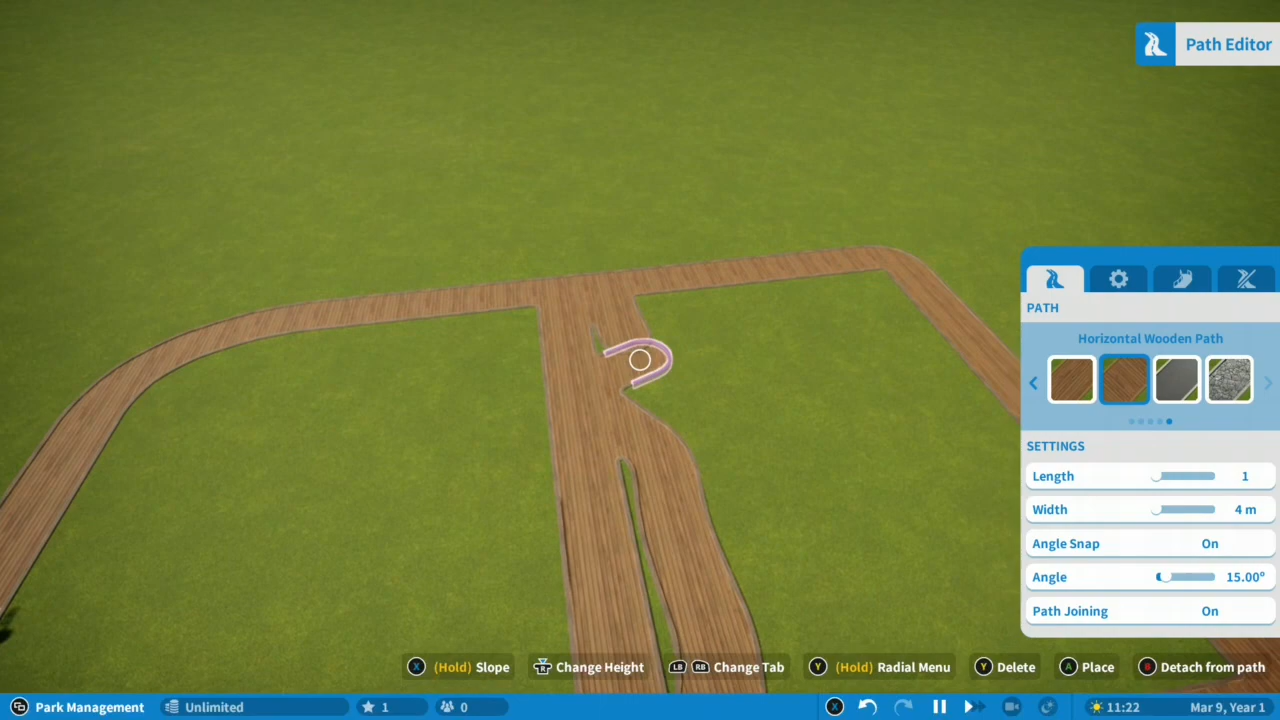 Path Editor
PATH
Horizontal Wooden Path
SETTINGS
Length 1
Width 4 m
Angle Snap On
Angle 15.00°
Path Joining On
X (Hold) Slope R Change Height LB RB Change Tab Y (Hold) Radial Menu Y Delete A Place B Detach from path
Park Management Unlimited 1 0 X 11:22 Mar 9, Year 1